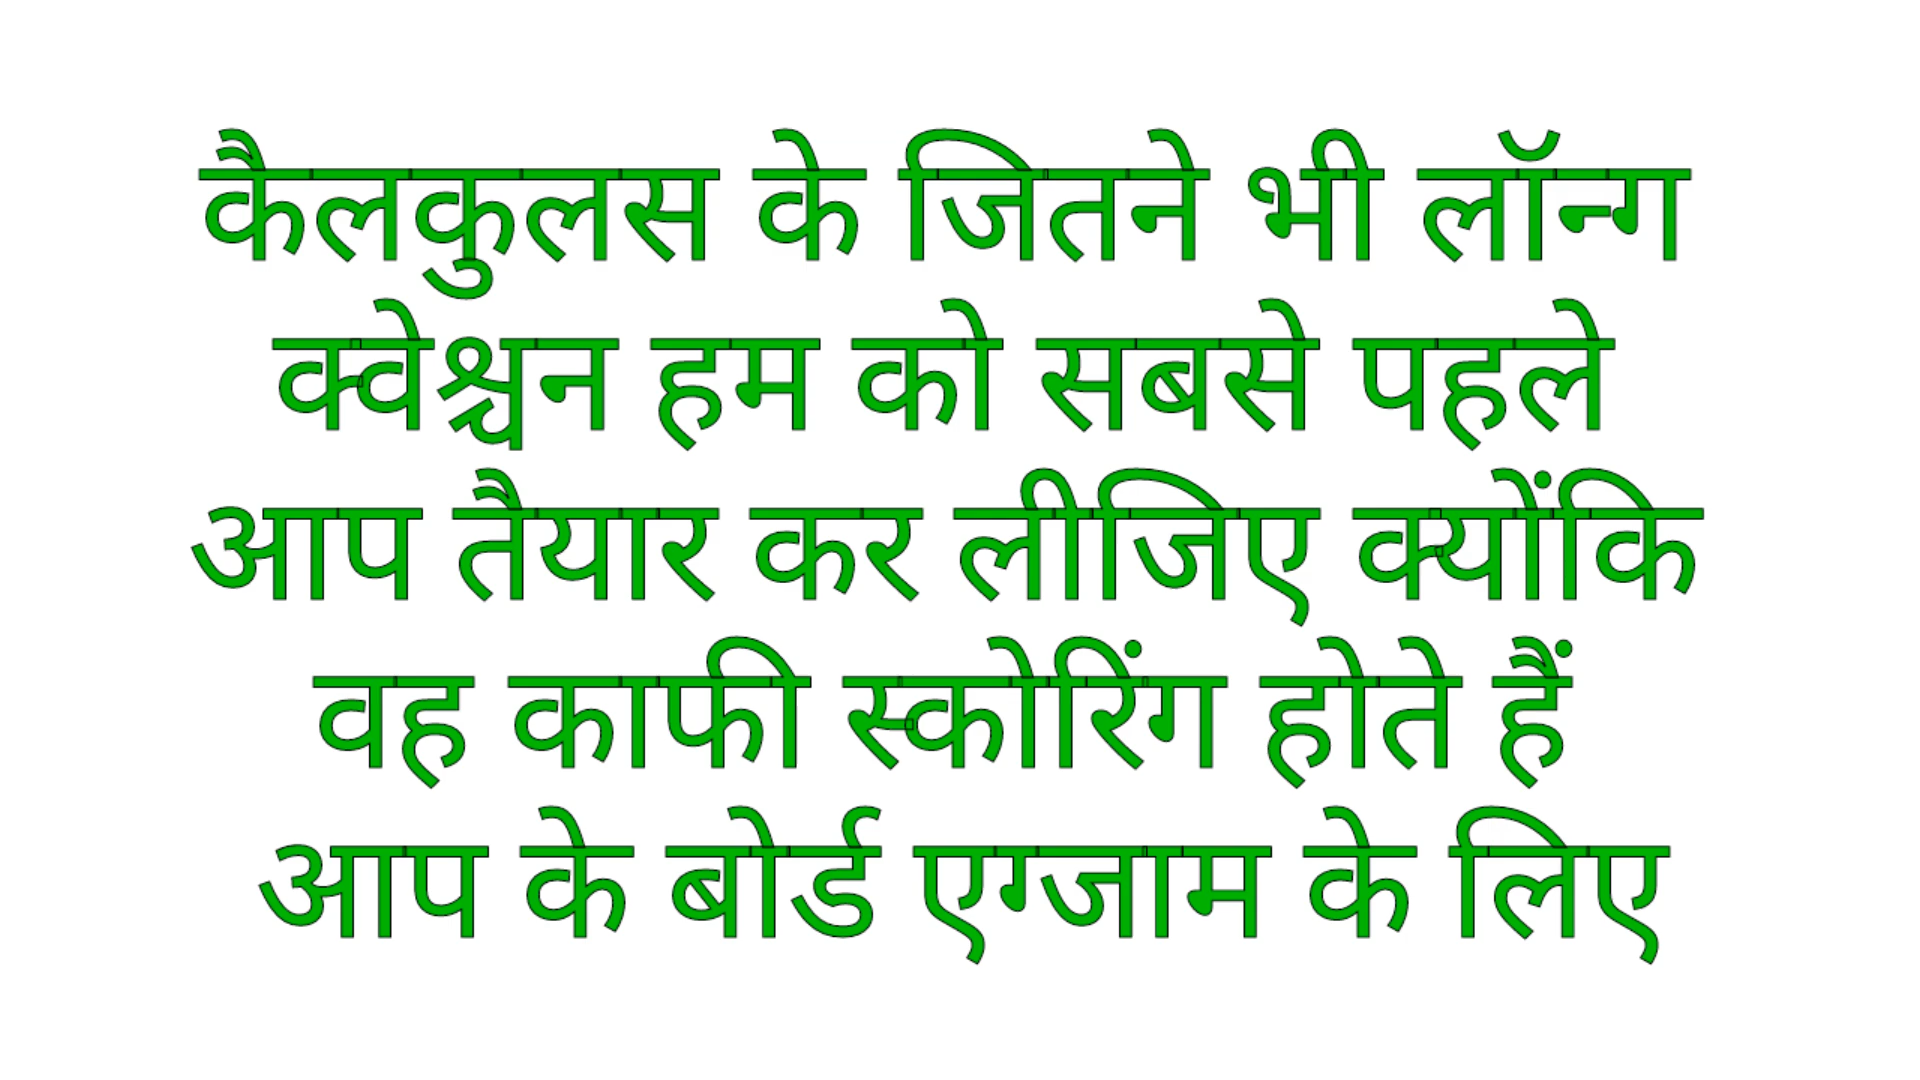 कैलकुलस के जितने भी लॉन्ग
क्वेश्चन हम को सबसे पहले
आप तैयार कर लीजिए क्योंकि
वह काफी स्कोरिंग होते हैं
आप के बोर्ड एग्जाम के लिए